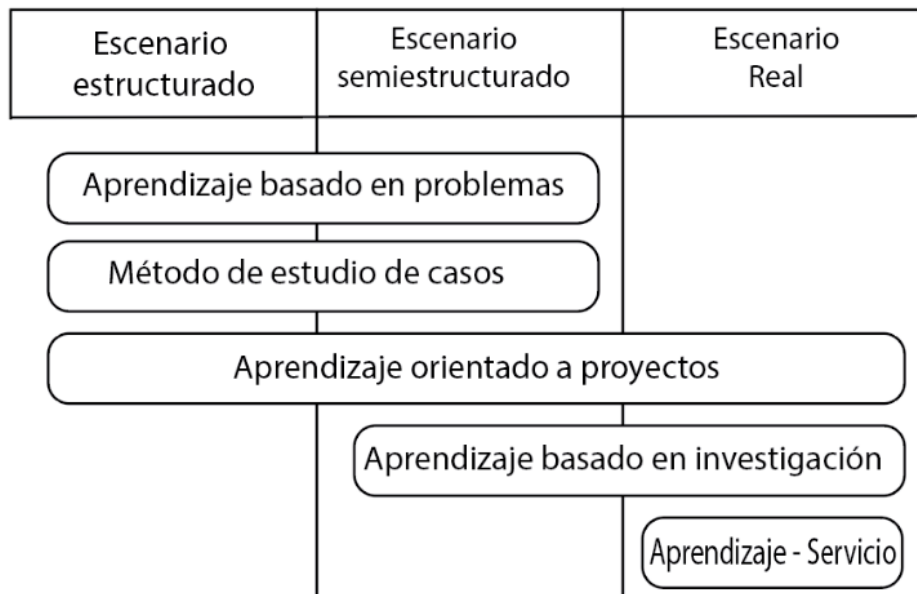 Escenario
estructurado
Escenario
semiestructurado
Escenario
Real
Aprendizaje basado en problemas
Método de estudio de casos
Aprendizaje orientado a proyectos
Aprendizaje basado en investigación
Aprendizaje - Servicio